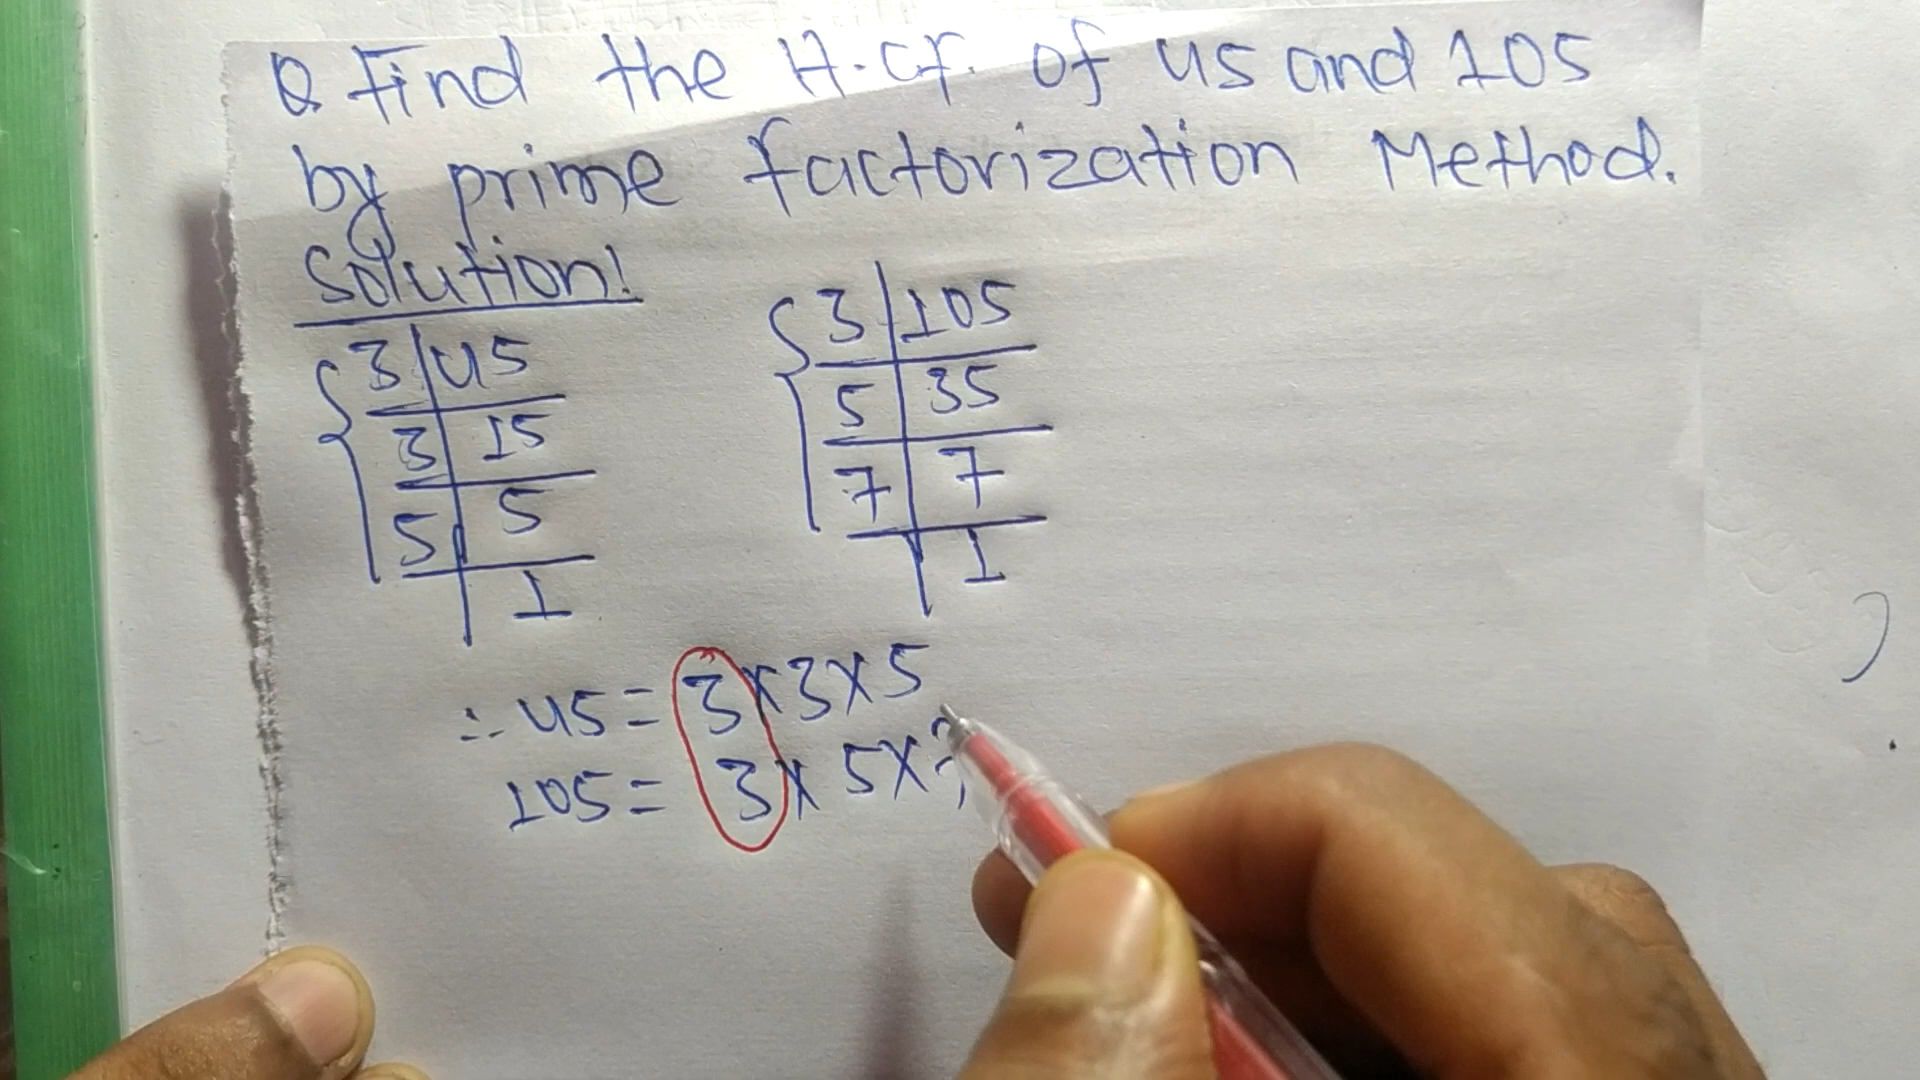 Q Find the H.C.F. of 45 and 105
by prime factorization Method.
Solution!
3 | 45
3 | 15
5 | 5
1
3 | 105
5 | 35
7 | 7
1
∴ 45 = 3 × 3 × 5
105 = 3 × 5 × 7